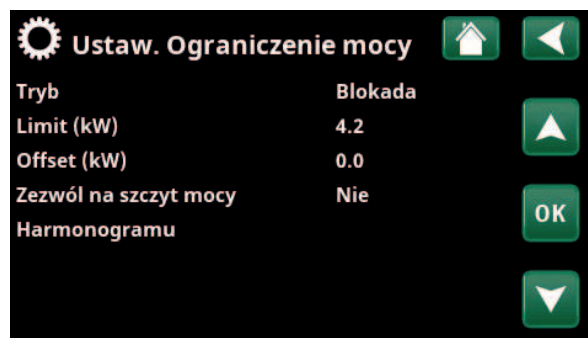 Ustaw. Ograniczenie mocy
Tryb Blokada
Limit (kW) 4.2
Offset (kW) 0.0
Zezwól na szczyt mocy Nie
OK
Harmonogramu